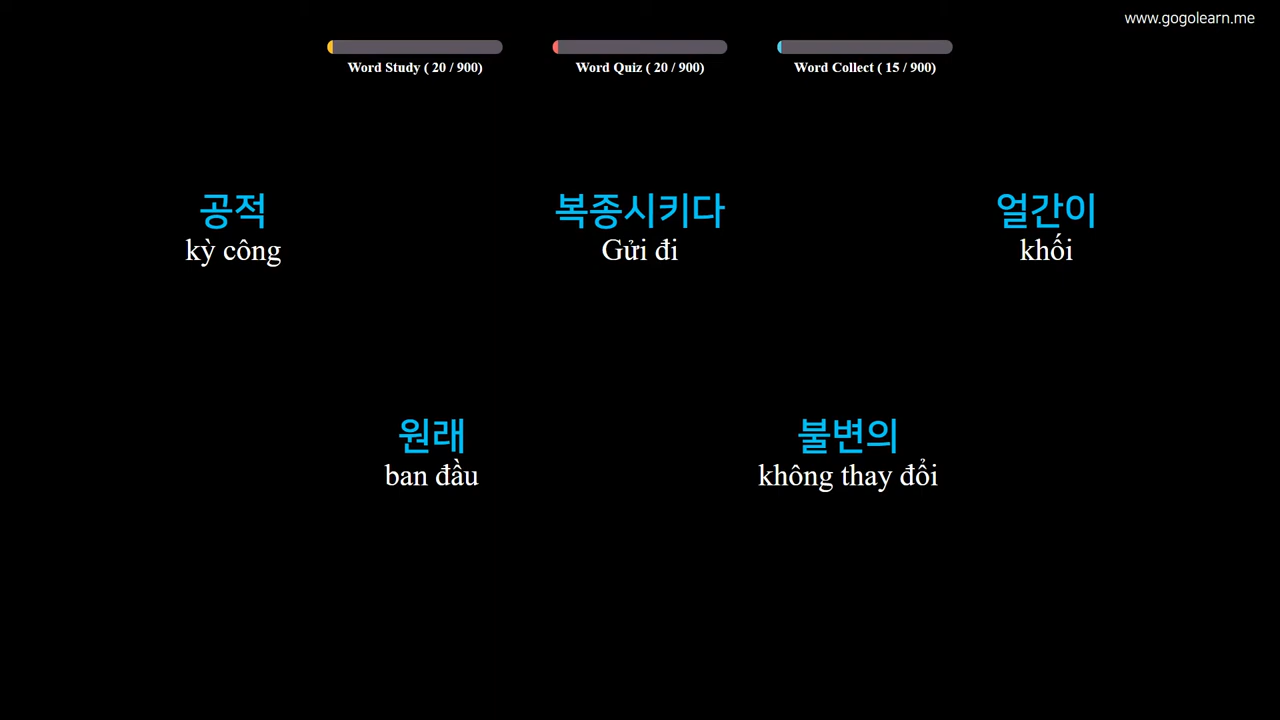 www.gogolearn.me
Word Study ( 20 / 900)
Word Quiz ( 20 / 900)
Word Collect ( 15 / 900)
공적
kỳ công
복종시키다
Gửi đi
얼간이
khối
원래
ban đầu
불변의
không thay đổi